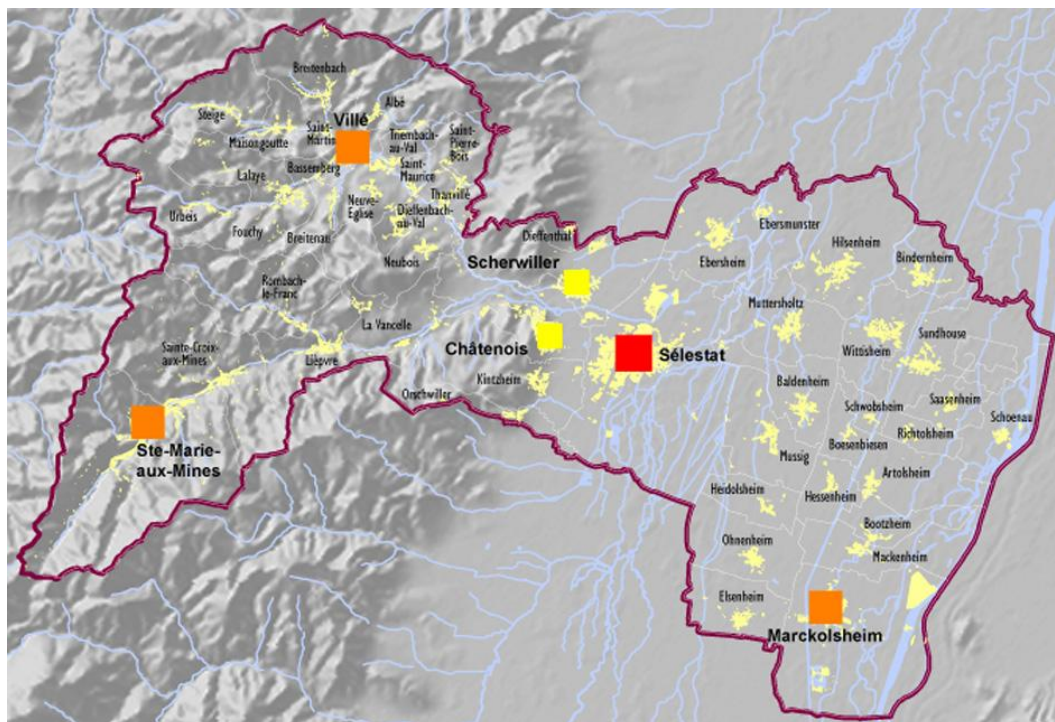 Breitenbach
Albé
Steige
Villé
Maisongoutte
Saint-
Martin
Triembach-
au-Val
Saint-
Pierre-
Bois
Bassemberg
Saint-
Maurice
Lalaye
Thanvillé
Neuve-
Eglise
Urbeis
Dieffenbach-
au-Val
Fouchy
Breitenau
Dieffenthal
Ebersmunster
Neubois
Scherwiller
Ebersheim
Hilsenheim
Bindernheim
Rombach-
le-Franc
La Vancelle
Muttersholtz
Sundhouse
Sainte-Croix-
aux-Mines
Lièpvre
Châtenois
Sélestat
Wittisheim
Kintzheim
Baldenheim
Orschwiller
Saasenheim
Schwobsheim
Schoenau
Richtolsheim
Boesenbiesen
Ste-Marie-
aux-Mines
Mussig
Artolsheim
Heidolsheim
Hessenheim
Bootzheim
Ohnenheim
Mackenheim
Elsenheim
Marckolsheim